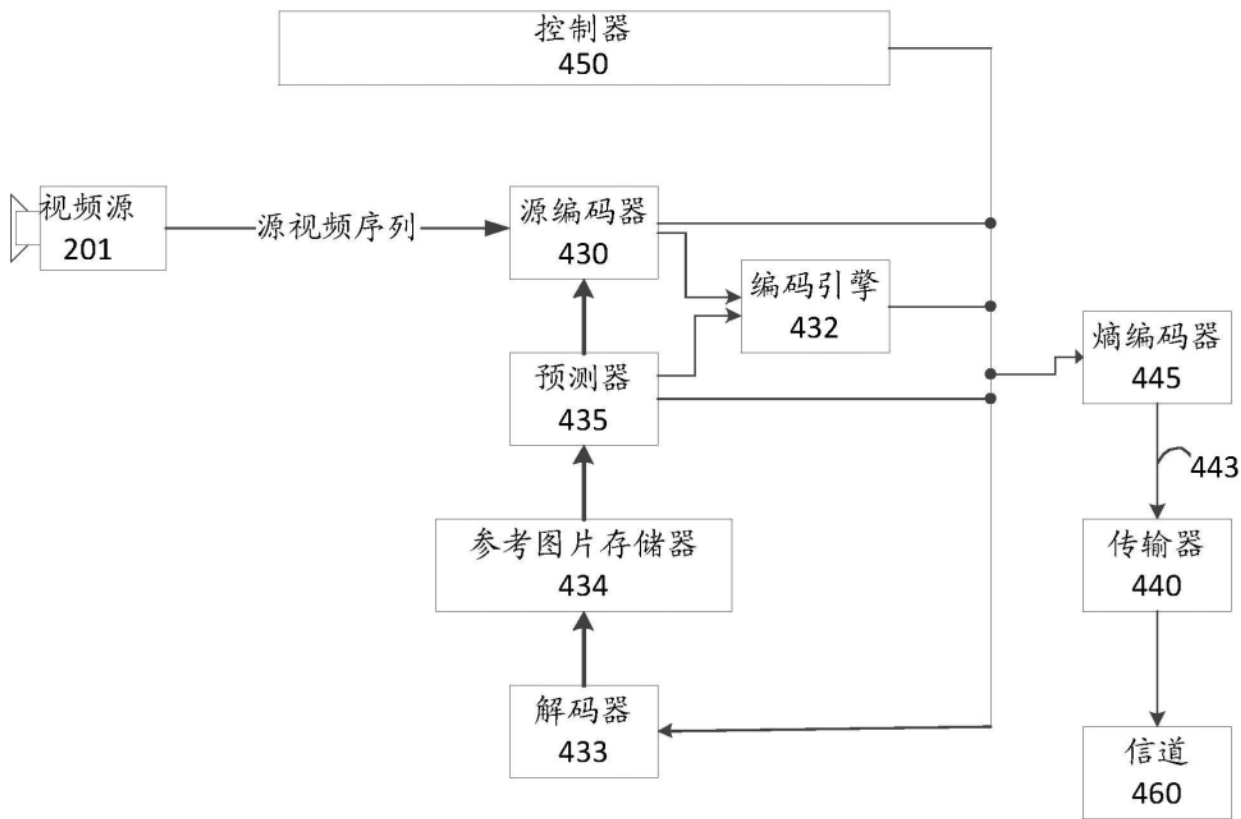 控制器
450
视频源
201
源视频序列
源编码器
430
编码引擎
432
预测器
435
熵编码器
445
443
参考图片存储器
434
传输器
440
解码器
433
信道
460